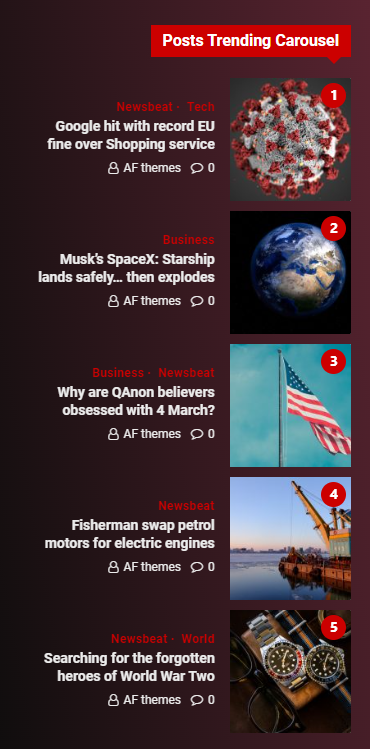 Posts Trending Carousel
1
Newsbeat · Tech
Google hit with record EU
fine over Shopping service
AF themes 0
2
Business
Musk's SpaceX: Starship
lands safely… then explodes
AF themes 0
3
Business · Newsbeat
Why are QAnon believers
obsessed with 4 March?
AF themes 0
4
Newsbeat
Fisherman swap petrol
motors for electric engines
AF themes 0
5
Newsbeat · World
Searching for the forgotten
heroes of World War Two
AF themes 0